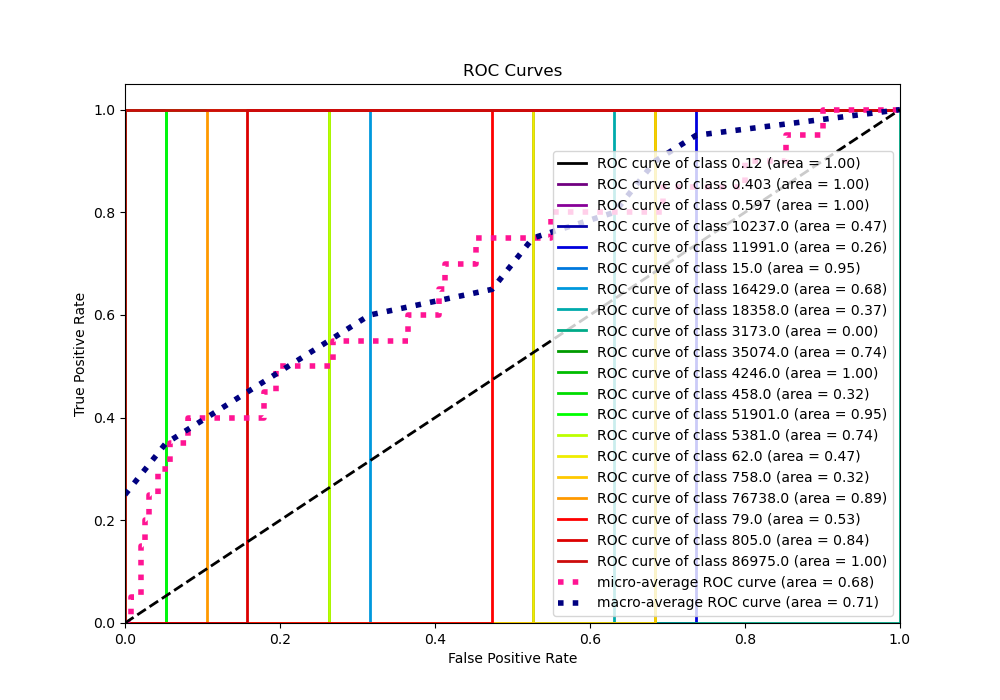 ROC Curves
True Positive Rate
1.0
0.8
0.6
0.4
0.2
0.0
ROC curve of class 0.12 (area = 1.00)
ROC curve of class 0.403 (area = 1.00)
ROC curve of class 0.597 (area = 1.00)
ROC curve of class 10237.0 (area = 0.47)
ROC curve of class 11991.0 (area = 0.26)
ROC curve of class 15.0 (area = 0.95)
ROC curve of class 16429.0 (area = 0.68)
ROC curve of class 18358.0 (area = 0.37)
ROC curve of class 3173.0 (area = 0.00)
ROC curve of class 35074.0 (area = 0.74)
ROC curve of class 4246.0 (area = 1.00)
ROC curve of class 458.0 (area = 0.32)
ROC curve of class 51901.0 (area = 0.95)
ROC curve of class 5381.0 (area = 0.74)
ROC curve of class 62.0 (area = 0.47)
ROC curve of class 758.0 (area = 0.32)
ROC curve of class 76738.0 (area = 0.89)
ROC curve of class 79.0 (area = 0.53)
ROC curve of class 805.0 (area = 0.84)
ROC curve of class 86975.0 (area = 1.00)
micro-average ROC curve (area = 0.68)
macro-average ROC curve (area = 0.71)
0.0 0.2 0.4 0.6 0.8 1.0
False Positive Rate